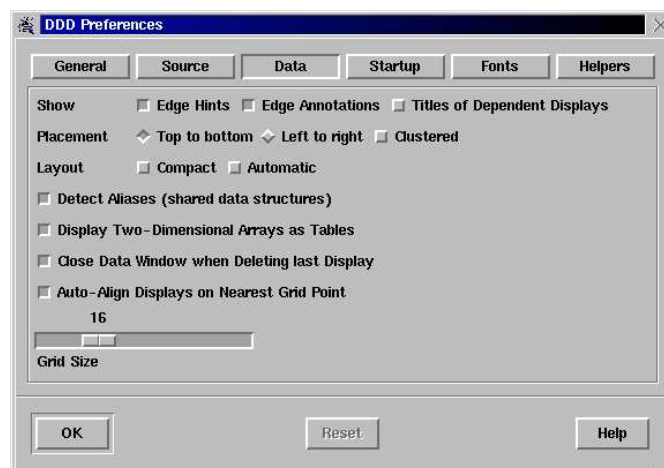 DDD Preferences
General Source Data Startup Fonts Helpers
Show Edge Hints Edge Annotations Titles of Dependent Displays
Placement Top to bottom Left to right Clustered
Layout Compact Automatic
Detect Aliases (shared data structures)
Display Two-Dimensional Arrays as Tables
Close Data Window when Deleting last Display
Auto-Align Displays on Nearest Grid Point
16
Grid Size
OK Reset Help